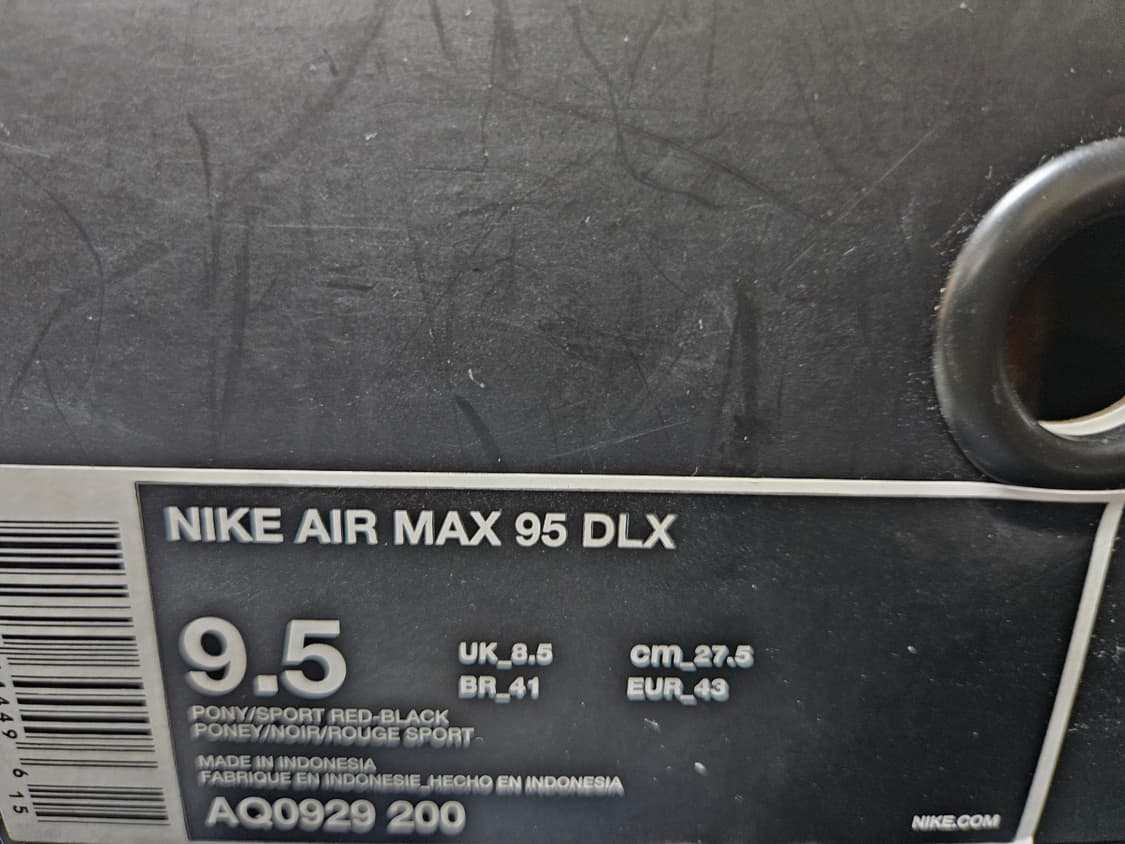 NIKE AIR MAX 95 DLX
9.5
UK_8.5 cm_27.5
BR_41 EUR_43
PONY/SPORT RED-BLACK
PONEY/NOIR/ROUGE SPORT
MADE IN INDONESIA
FABRIQUE EN INDONESIE_HECHO EN INDONESIA
AQ0929 200
NIKE.COM